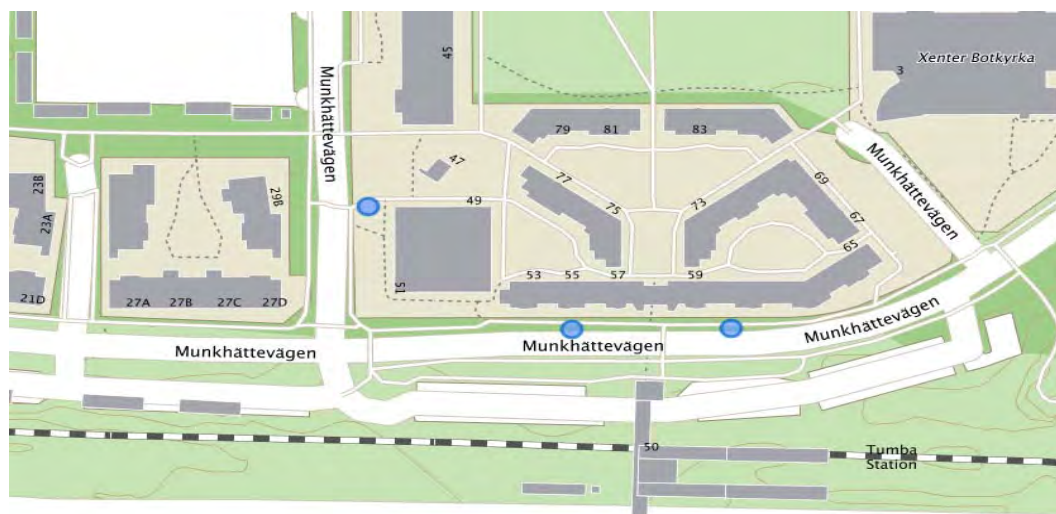 45
Xenter Botkyrka
3
Munkhättevägen
79
81
83
47
77
69
Munkhättevägen
23B
29B
49
75
73
67
23A
65
53
55
57
59
51
21D
27A
27B
27C
27D
Munkhättevägen
Munkhättevägen
Munkhättevägen
50
Tumba
Station